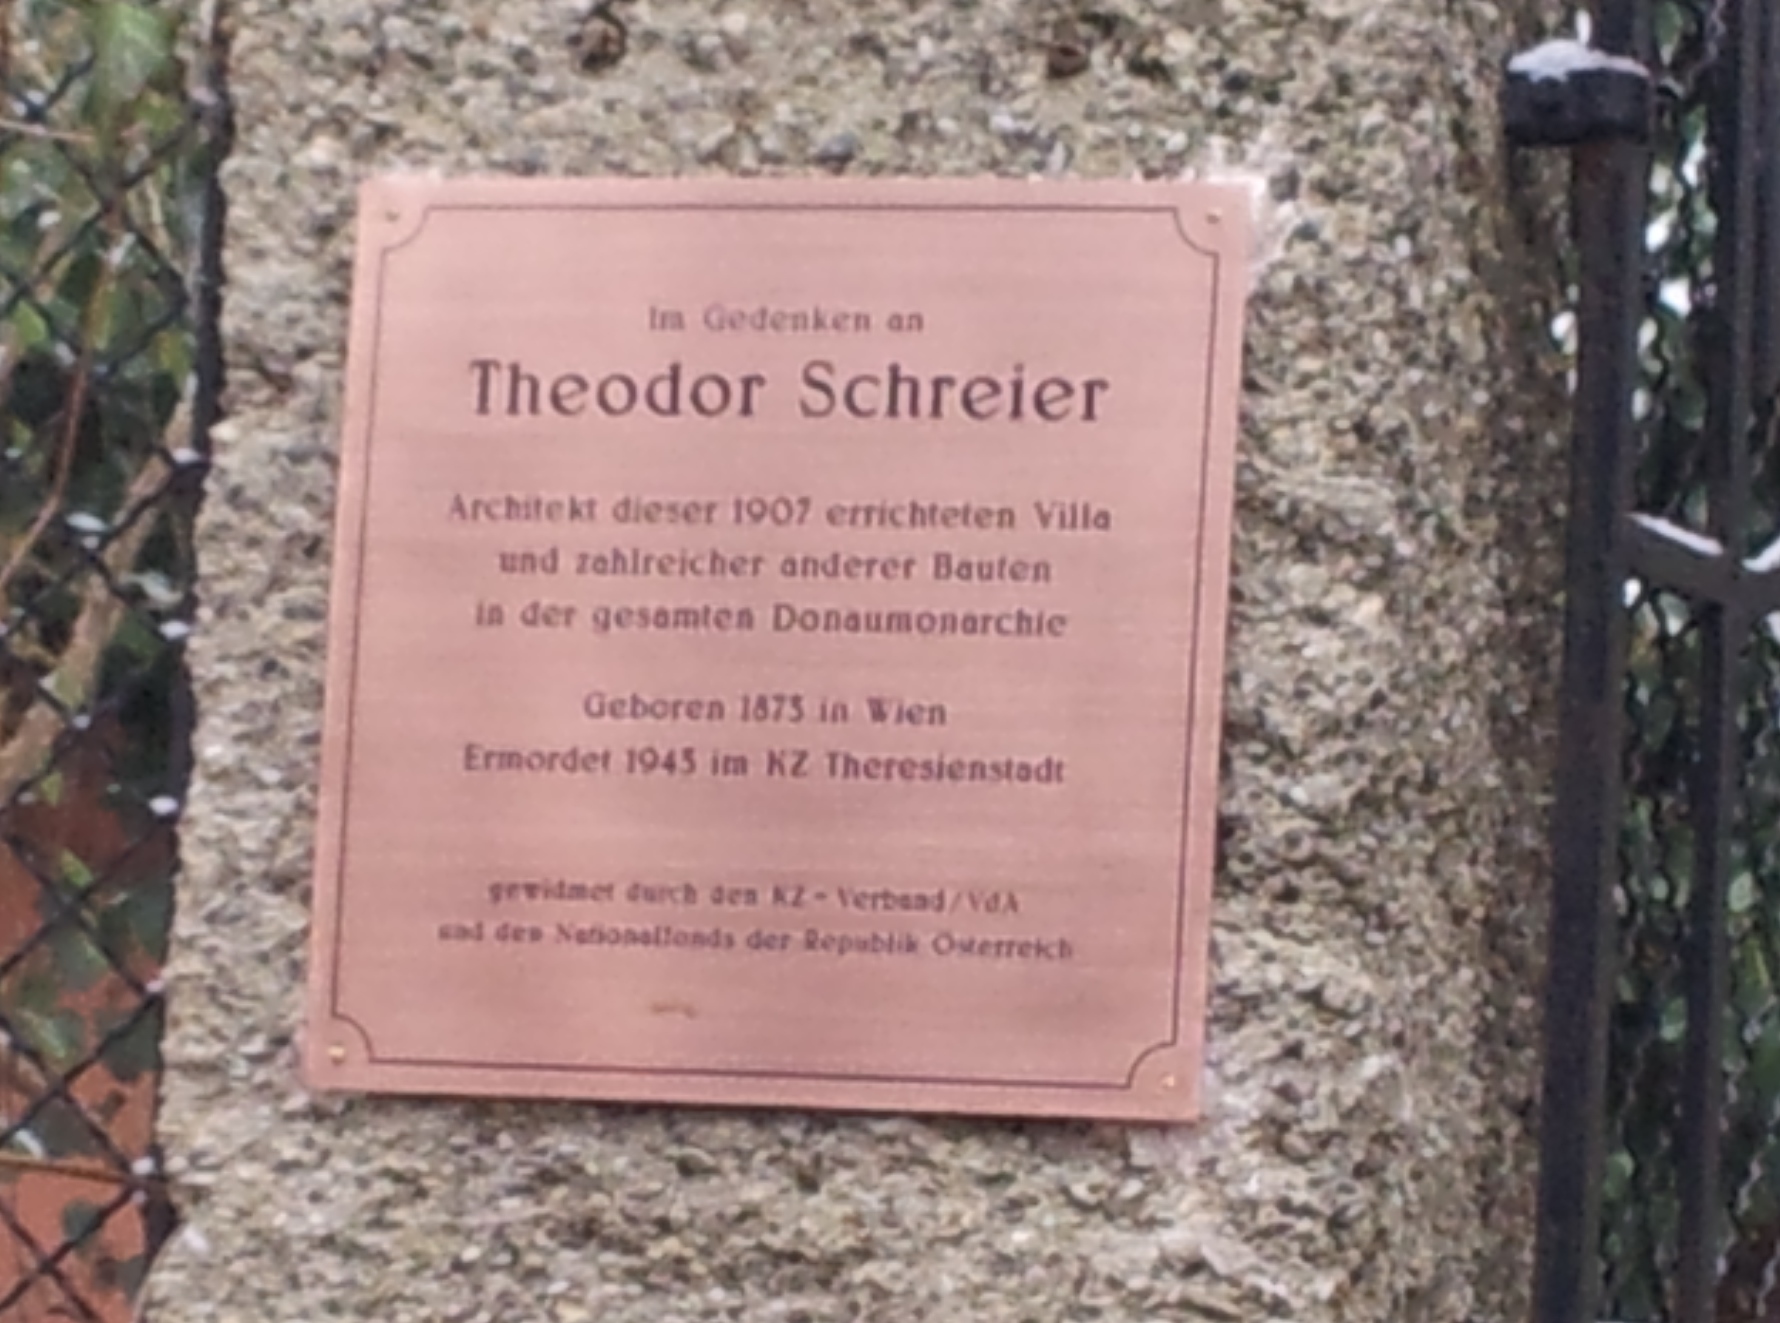 Im Gedenken an
Theodor Schreier
Architekt dieser 1907 errichteten Villa
und zahlreicher anderer Bauten
in der gesamten Donaumonarchie
Geboren 1873 in Wien
Ermordet 1943 im KZ Theresienstadt
gewidmet durch den KZ - Verband/VdA
und den Nationalfonds der Republik Österreich